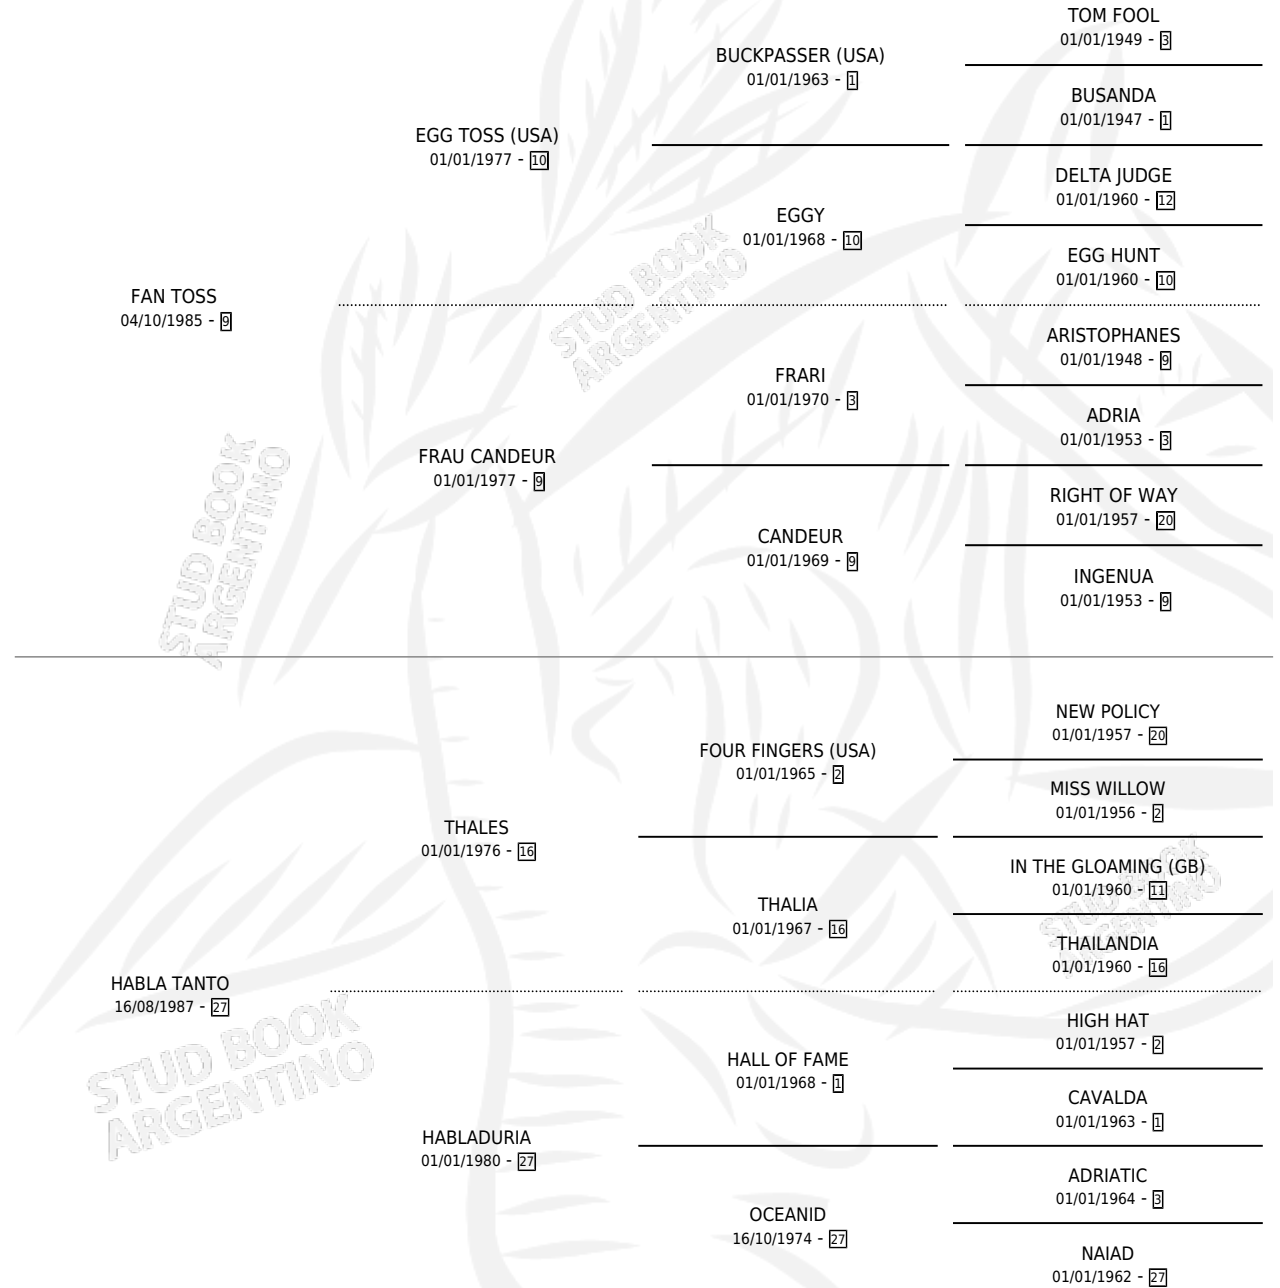 TOM FOOL
01/01/1949 - 3
BUCKPASSER (USA)
01/01/1963 - 1
BUSANDA
01/01/1947 - 1
EGG TOSS (USA)
01/01/1977 - 10
DELTA JUDGE
01/01/1960 - 12
EGGY
01/01/1968 - 10
EGG HUNT
01/01/1960 - 10
FAN TOSS
04/10/1985 - 9
ARISTOPHANES
01/01/1948 - 9
FRARI
01/01/1970 - 3
ADRIA
01/01/1953 - 3
FRAU CANDEUR
01/01/1977 - 9
RIGHT OF WAY
01/01/1957 - 20
CANDEUR
01/01/1969 - 9
INGENUA
01/01/1953 - 9
NEW POLICY
01/01/1957 - 20
FOUR FINGERS (USA)
01/01/1965 - 2
MISS WILLOW
01/01/1956 - 2
THALES
01/01/1976 - 16
IN THE GLOAMING (GB)
01/01/1960 - 11
THALIA
01/01/1967 - 16
THAILANDIA
01/01/1960 - 16
HABLA TANTO
16/08/1987 - 27
HIGH HAT
01/01/1957 - 2
HALL OF FAME
01/01/1968 - 1
CAVALDA
01/01/1963 - 1
HABLADURIA
01/01/1980 - 27
ADRIATIC
01/01/1964 - 3
OCEANID
16/10/1974 - 27
NAIAD
01/01/1962 - 27
STUD BOOK
ARGENTINO
STUD BOOK
ARGENTINO
STUD BOOK
ARGENTINO
STUD BOOK
ARGENTINO